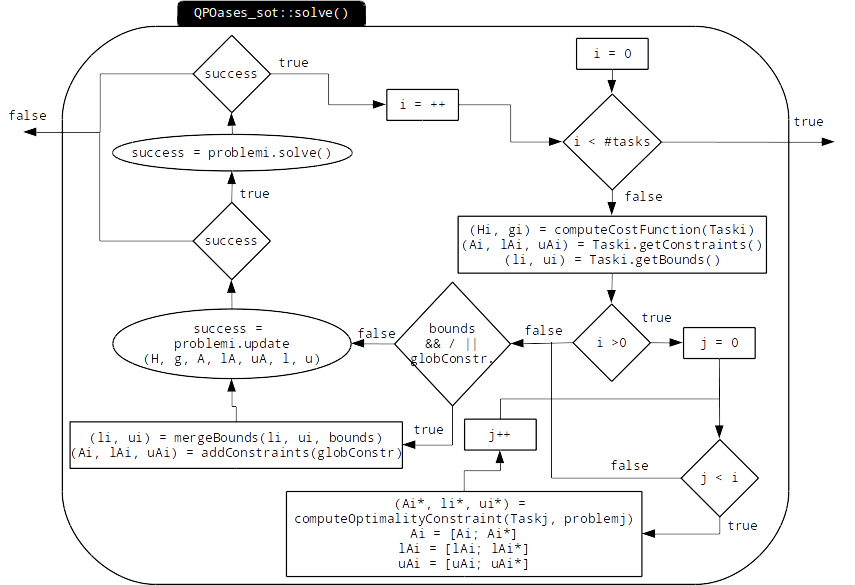 QPOases_sot::solve()
i = 0
success
true
i = ++
false
i < #tasks
true
success = problemi.solve()
true
false
(Hi, gi) = computeCostFunction(Taski)
(Ai, lAi, uAi) = Taski.getConstraints()
(li, ui) = Taski.getBounds()
success
success =
problemi.update
(H, g, A, lA, uA, l, u)
false
bounds
&& / ||
globConstr.
false
i >0
true
j = 0
(li, ui) = mergeBounds(li, ui, bounds)
(Ai, lAi, uAi) = addConstraints(globConstr)
true
j++
false
j < i
true
(Ai*, li*, ui*) =
computeOptimalityConstraint(Taskj, problemj)
Ai = [Ai; Ai*]
lAi = [lAi; lAi*]
uAi = [uAi; uAi*]